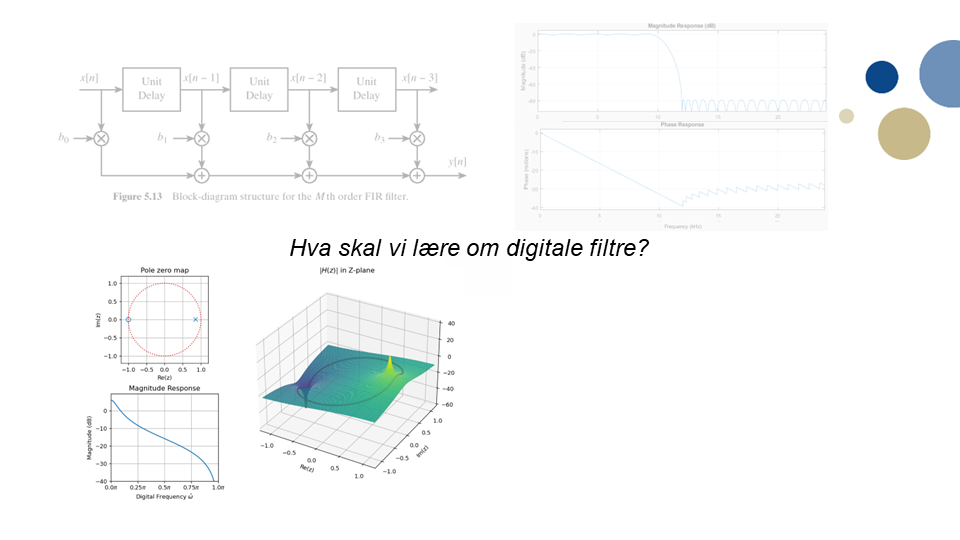 x[n] Unit Delay x[n − 1] Unit Delay x[n − 2] Unit Delay x[n − 3]
b₀ b₁ b₂ b₃
y[n]
Figure 5.13 Block-diagram structure for the M th order FIR filter.
Magnitude Response (dB)
Magnitude (dB)
0
-20
-40
-60
-80
0 5 10 15 20
Phase Response
Phase (radians)
0
-10
-20
-30
-40
0 5 10 15 20
Frequency (kHz)
Hva skal vi lære om digitale filtre?
Pole zero map
Im(z)
1.0
0.5
0.0
−0.5
−1.0
−1.0 −0.5 0.0 0.5 1.0
Re(z)
Magnitude Response
Magnitude (dB)
0
−10
−20
−30
−40
0.0π 0.25π 0.5π 0.75π 1.0π
Digital Frequency ω̂
|H(z)| in Z-plane
40
20
0
−20
−40
−60
−1.0 −0.5 0.0 0.5 1.0
Re(z)
−1.0 −0.5 0.0 0.5 1.0
Im(z)